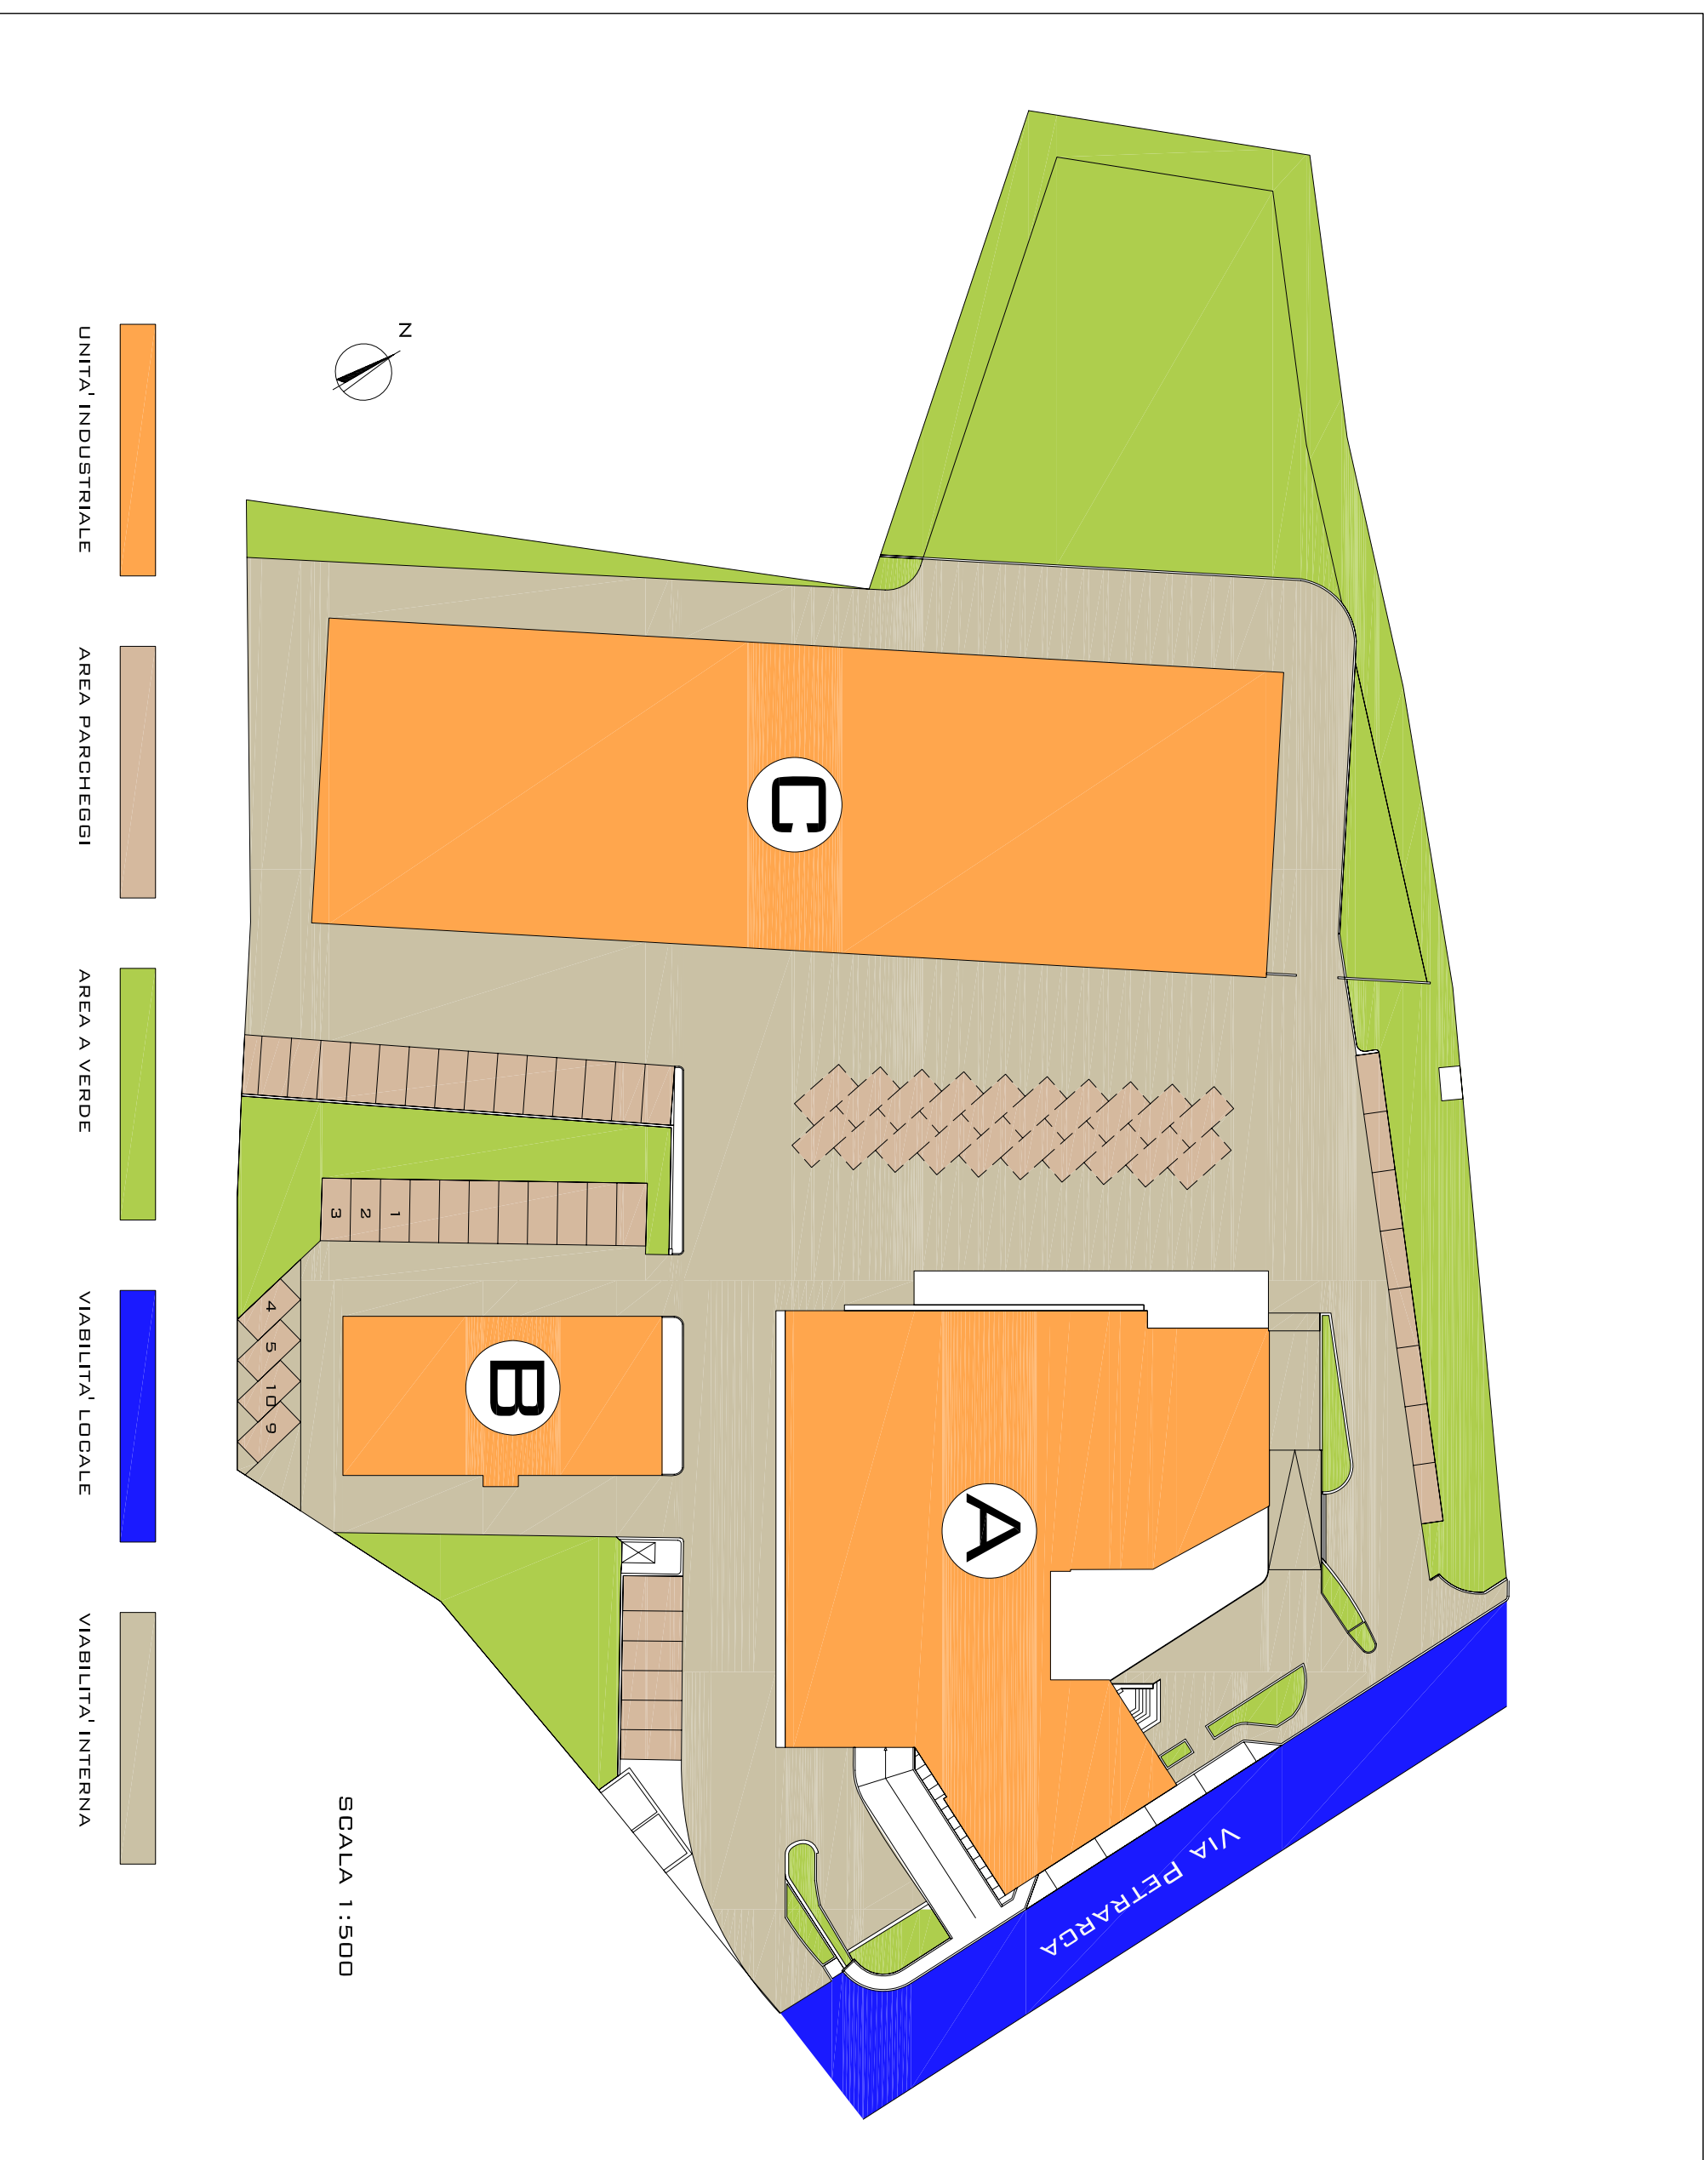 N
C
3
2
1
4
5
10
9
B
A
VIA PETRARCA
SCALA 1:500
UNITA' INDUSTRIALE
AREA PARCHEGGI
AREA A VERDE
VIABILITA' LOCALE
VIABILITA' INTERNA